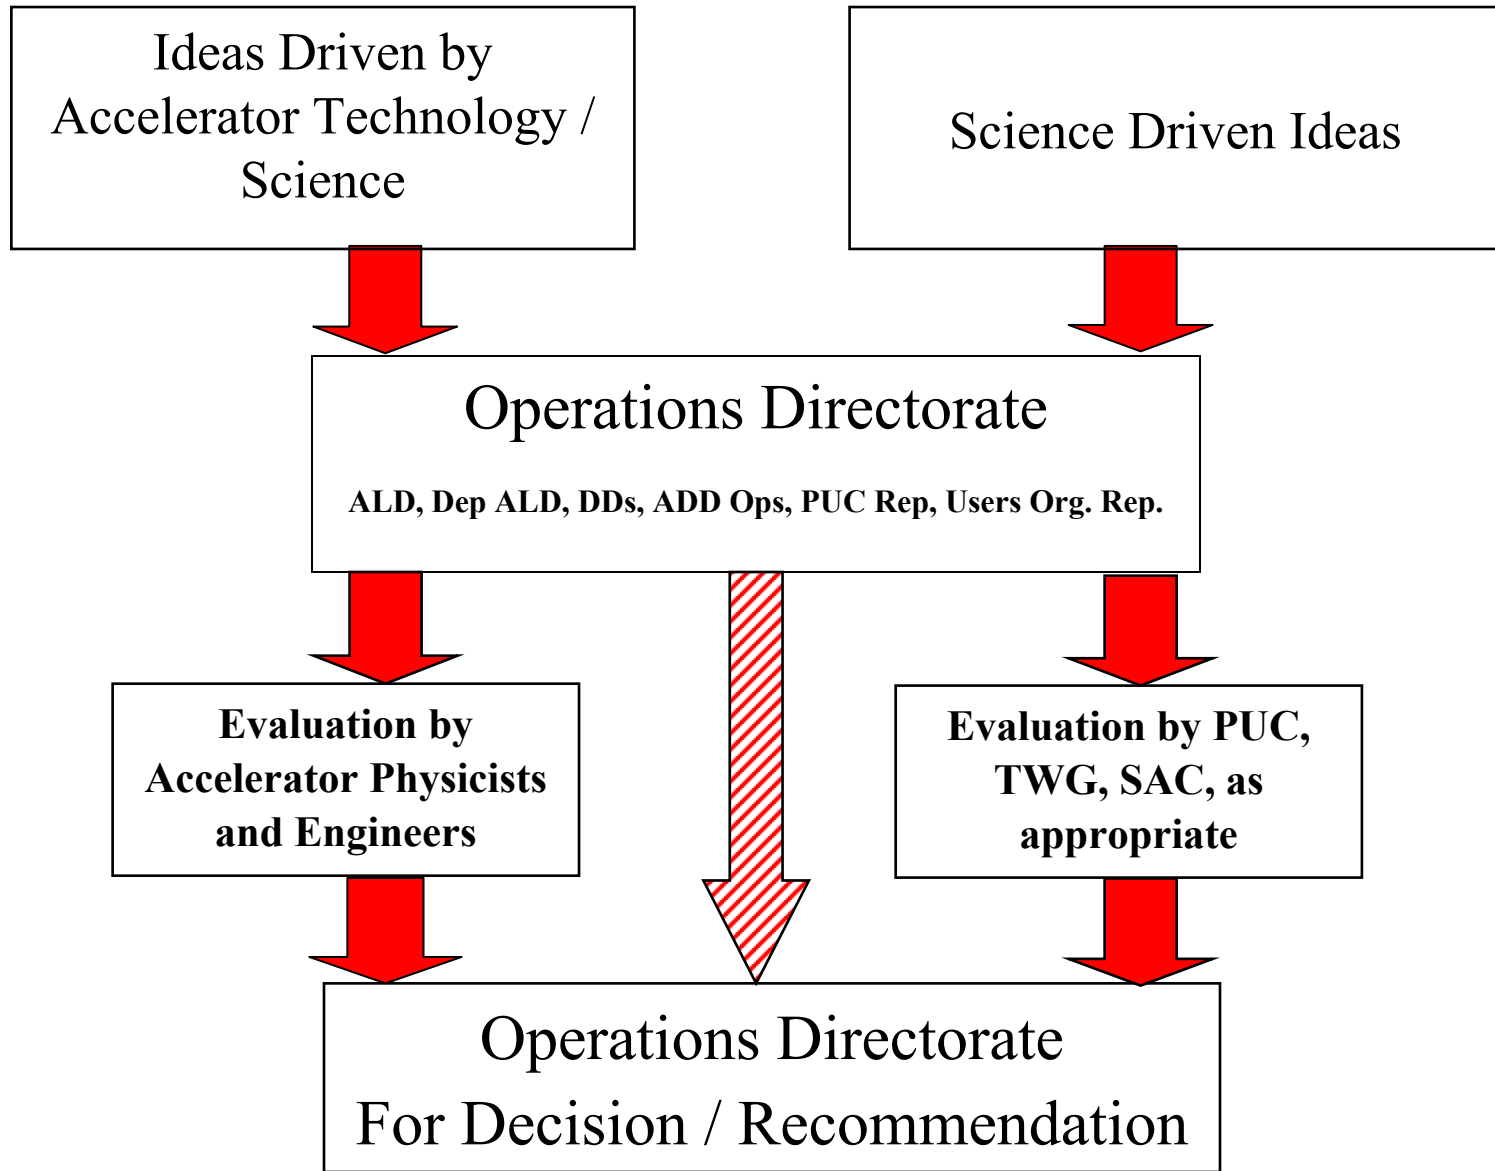 Ideas Driven by
Accelerator Technology /
Science
Science Driven Ideas
Operations Directorate
ALD, Dep ALD, DDs, ADD Ops, PUC Rep, Users Org. Rep.
Evaluation by
Accelerator Physicists
and Engineers
Evaluation by PUC,
TWG, SAC, as
appropriate
Operations Directorate
For Decision / Recommendation